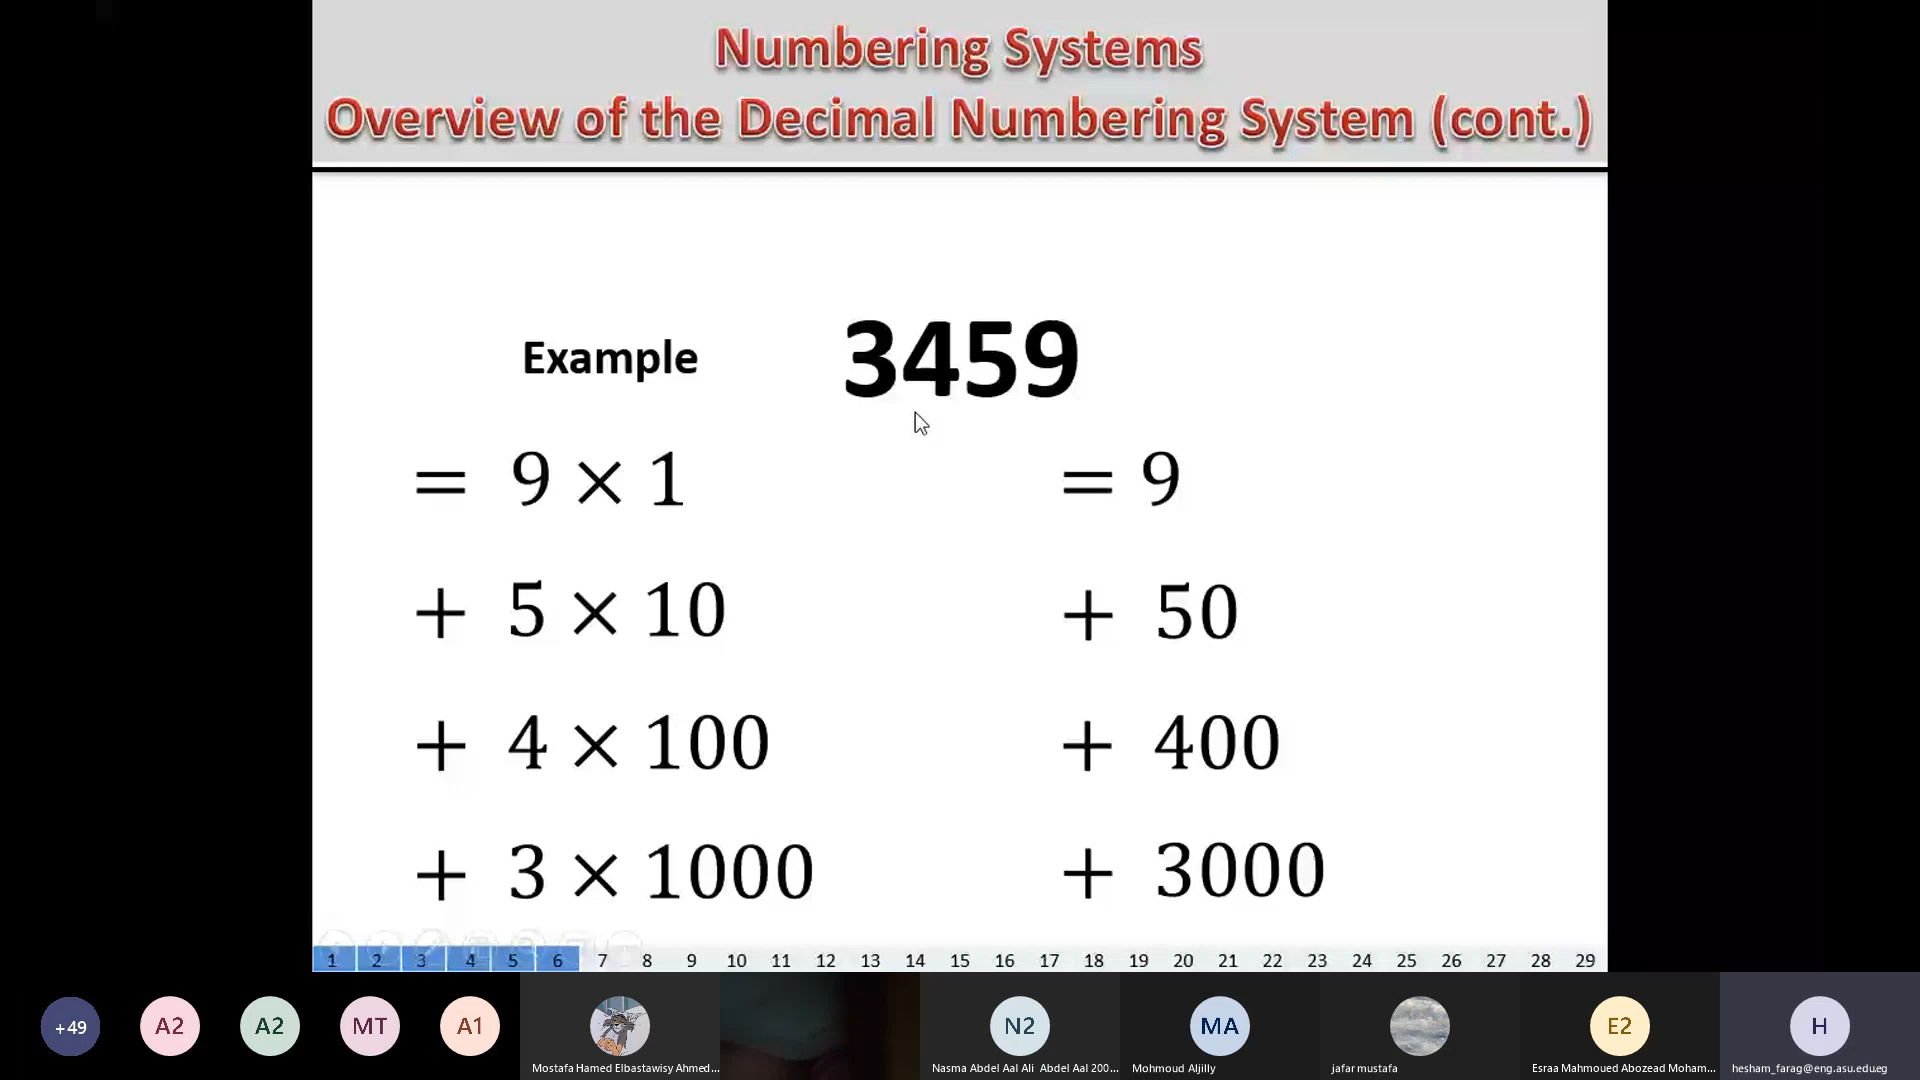 Numbering Systems
Overview of the Decimal Numbering System (cont.)
Example 3459
= 9 × 1 = 9
+ 5 × 10 + 50
+ 4 × 100 + 400
+ 3 × 1000 + 3000
1 2 3 4 5 6 7 8 9 10 11 12 13 14 15 16 17 18 19 20 21 22 23 24 25 26 27 28 29
+49 A2 A2 MT A1 N2 MA E2 H
Mostafa Hamed Elbastawisy Ahmed... Nasma Abdel Aal Ali Abdel Aal 200... Mohmoud Aljilly jafar mustafa Esraa Mahmoued Abozead Moham... hesham_farag@eng.asu.edu.eg